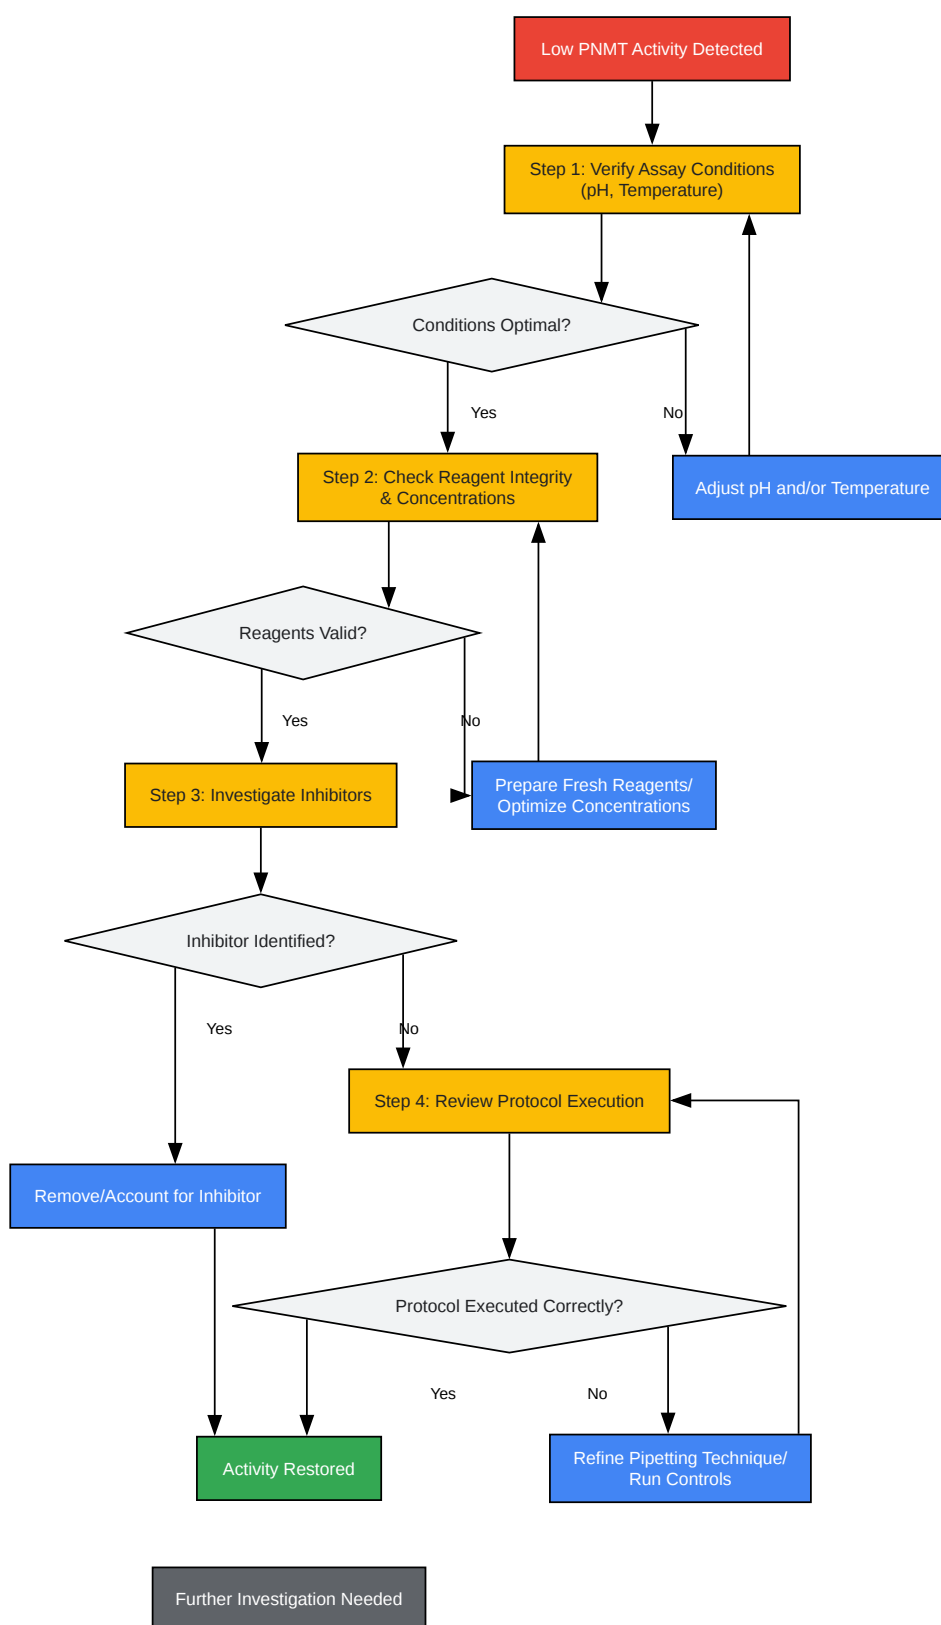 Low PNMT Activity Detected
Step 1: Verify Assay Conditions
(pH, Temperature)
Conditions Optimal?
Yes
No
Step 2: Check Reagent Integrity
& Concentrations
Adjust pH and/or Temperature
Reagents Valid?
Yes
No
Step 3: Investigate Inhibitors
Prepare Fresh Reagents/
Optimize Concentrations
Inhibitor Identified?
Yes
No
Step 4: Review Protocol Execution
Remove/Account for Inhibitor
Protocol Executed Correctly?
Yes
No
Activity Restored
Refine Pipetting Technique/
Run Controls
Further Investigation Needed